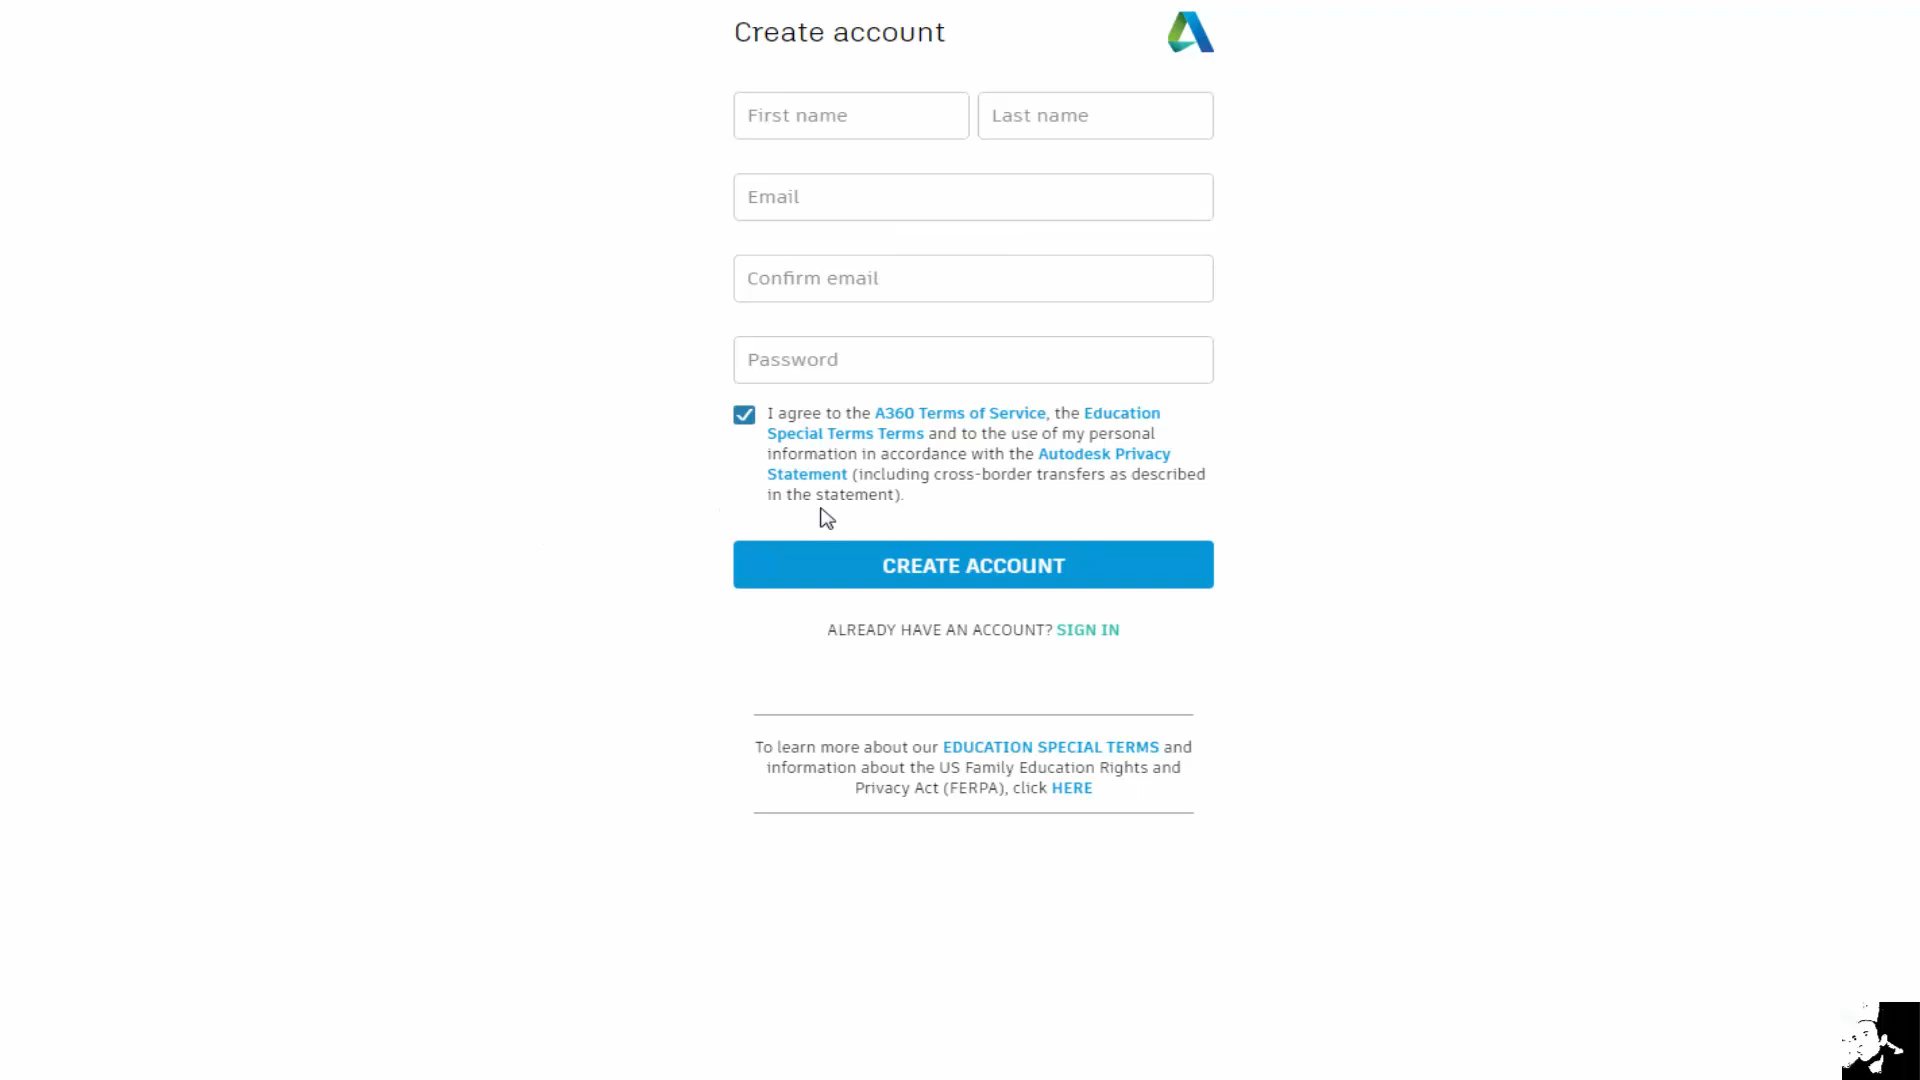 Create account
First name
Last name
Email
Confirm email
Password
I agree to the A360 Terms of Service, the Education
Special Terms Terms and to the use of my personal
information in accordance with the Autodesk Privacy
Statement (including cross-border transfers as described
in the statement).
CREATE ACCOUNT
ALREADY HAVE AN ACCOUNT? SIGN IN
To learn more about our EDUCATION SPECIAL TERMS and
information about the US Family Education Rights and
Privacy Act (FERPA), click HERE